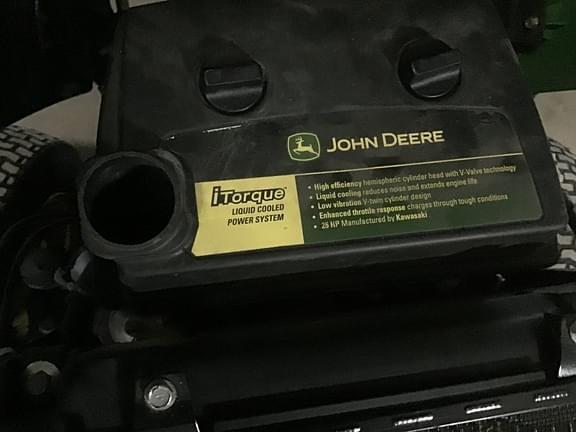 JOHN DEERE
iTorque
LIQUID COOLED
POWER SYSTEM
• High efficiency hemispheric cylinder head with V-Valve technology
• Liquid cooling reduces noise and extends engine life
• Low vibration V-twin cylinder design
• Enhanced throttle response charges through tough conditions
• 25 HP Manufactured by Kawasaki